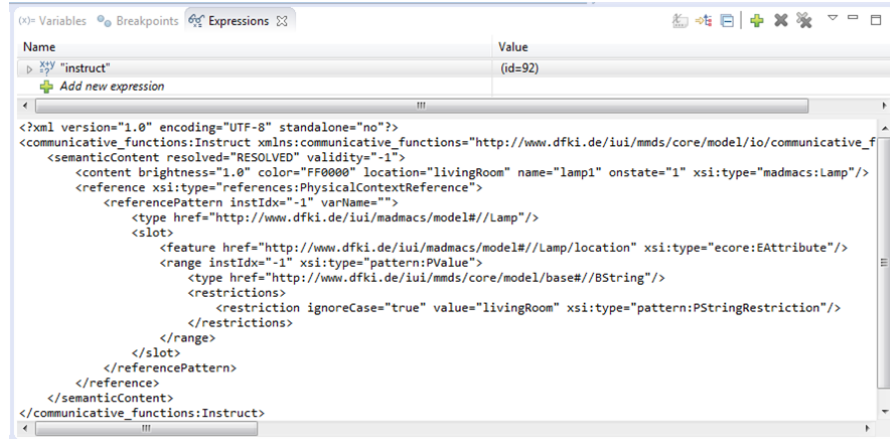 (x)= Variables Breakpoints Expressions
Name Value
X+Y =? "instruct" (id=92)
Add new expression
<?xml version="1.0" encoding="UTF-8" standalone="no"?>
<communicative_functions:Instruct xmlns:communicative_functions="http://www.dfki.de/iui/mmds/core/model/io/communicative_f
<semanticContent resolved="RESOLVED" validity="-1">
<content brightness="1.0" color="FF0000" location="livingRoom" name="lamp1" onstate="1" xsi:type="madmacs:Lamp"/>
<reference xsi:type="references:PhysicalContextReference">
<referencePattern instIdx="-1" varName="">
<type href="http://www.dfki.de/iui/madmacs/model#//Lamp"/>
<slot>
<feature href="http://www.dfki.de/iui/madmacs/model#//Lamp/location" xsi:type="ecore:EAttribute"/>
<range instIdx="-1" xsi:type="pattern:PValue">
<type href="http://www.dfki.de/iui/mmds/core/model/base#//BString"/>
<restrictions>
<restriction ignoreCase="true" value="livingRoom" xsi:type="pattern:PStringRestriction"/>
</restrictions>
</range>
</slot>
</referencePattern>
</reference>
</semanticContent>
</communicative_functions:Instruct>